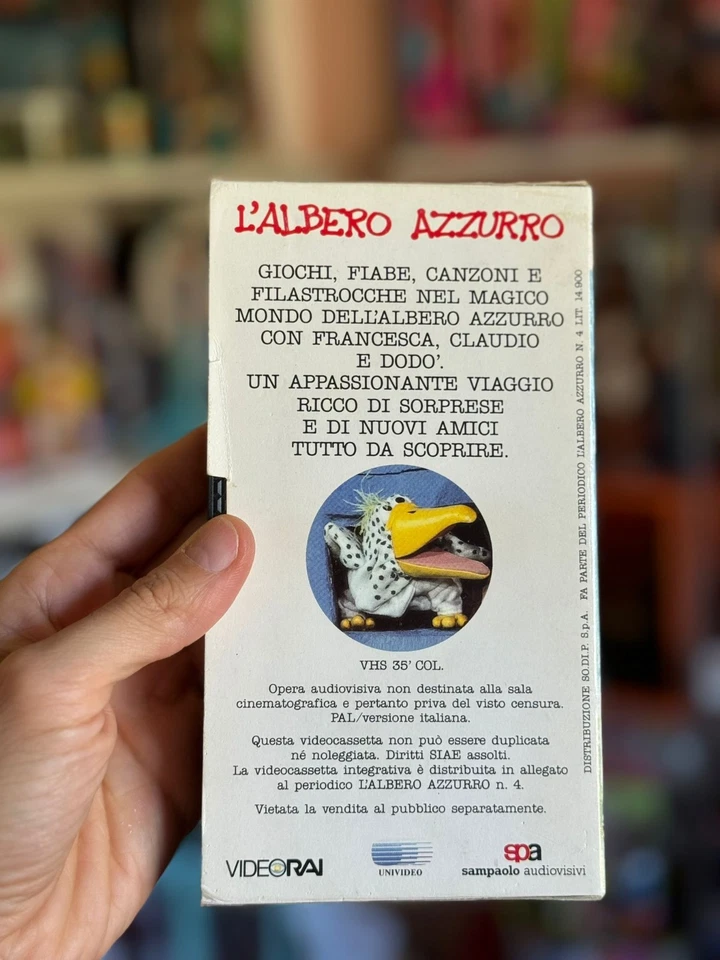 L'ALBERO AZZURRO
GIOCHI, FIABE, CANZONI E
FILASTROCCHE NEL MAGICO
MONDO DELL'ALBERO AZZURRO
CON FRANCESCA, CLAUDIO
E DODO'.
UN APPASSIONANTE VIAGGIO
RICCO DI SORPRESE
E DI NUOVI AMICI
TUTTO DA SCOPRIRE.
VHS 35' COL.
Opera audiovisiva non destinata alla sala
cinematografica e pertanto priva del visto censura.
PAL/versione italiana.
Questa videocassetta non può essere duplicata
né noleggiata. Diritti SIAE assolti.
La videocassetta integrativa è distribuita in allegato
al periodico L'ALBERO AZZURRO n. 4.
Vietata la vendita al pubblico separatamente.
VIDEORAI
UNIVIDEO
spa
sampaolo audiovisivi
DISTRIBUZIONE SO.DI.P. S.p.A. FA PARTE DEL PERIODICO L'ALBERO AZZURRO N. 4 LIT. 14.900